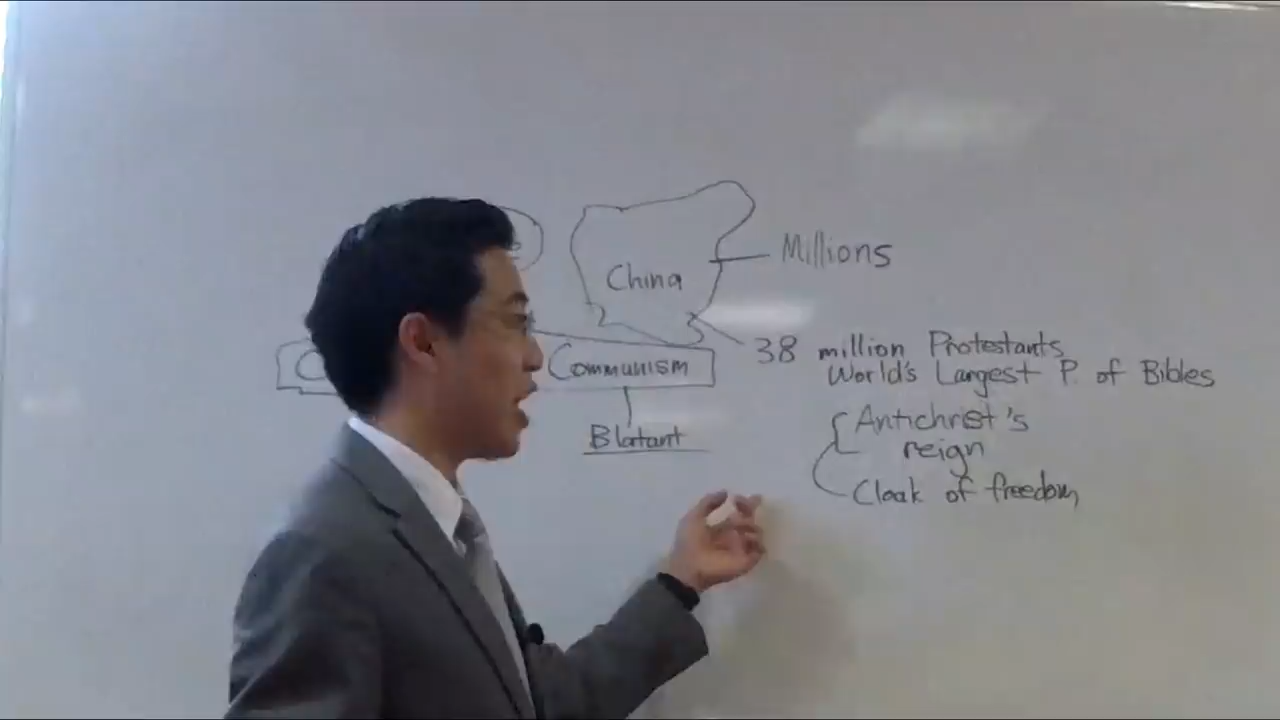 China
Millions
38 million Protestants
World's Largest P. of Bibles
Communism
Antichrist's
reign
Blatant
Cloak of freedom